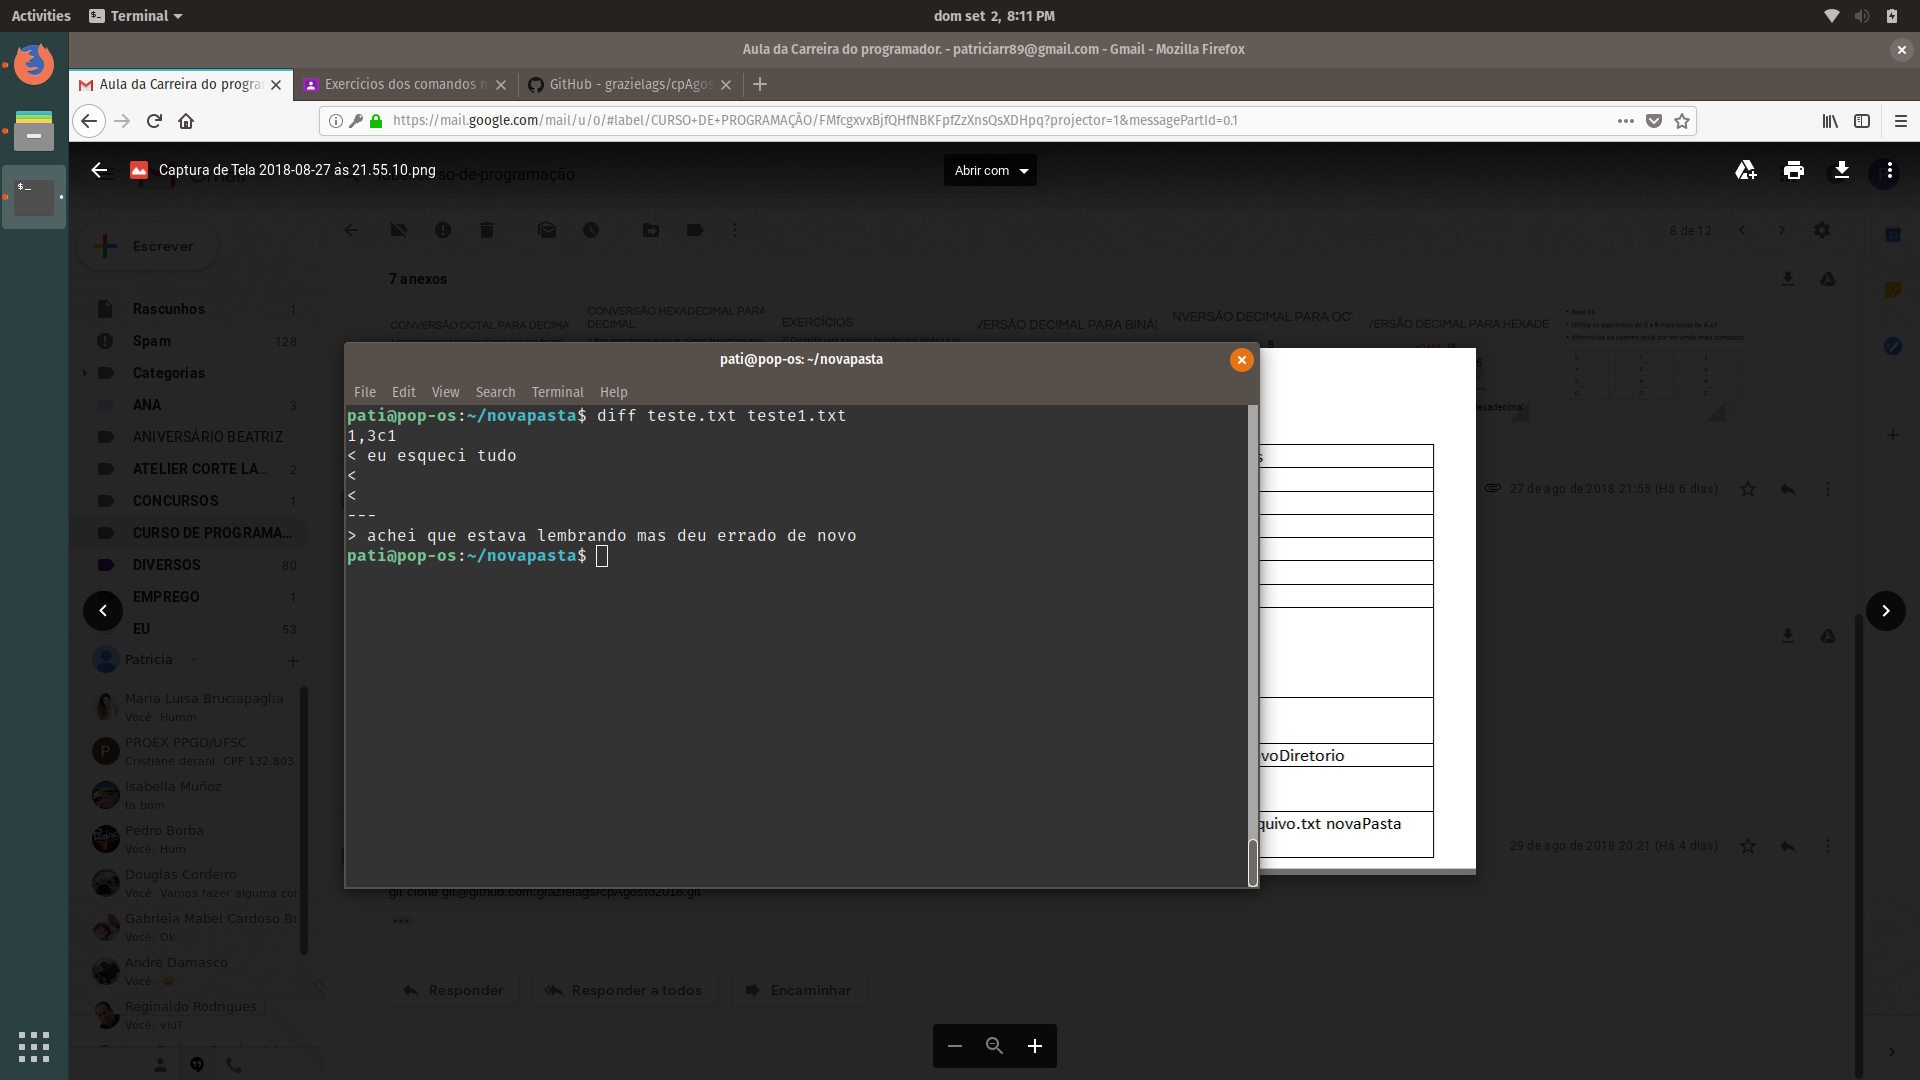 Activities
Terminal
dom set 2, 8:11 PM
Aula da Carreira do programador. - patriciarr89@gmail.com - Gmail - Mozilla Firefox
Aula da Carreira do progra
Exercícios dos comandos n
GitHub - grazielags/cpAgos
https://mail.google.com/mail/u/0/#label/CURSO+DE+PROGRAMAÇÃO/FMfcgxvxBjfQHfNBKFpfZzXnsQsXDHpq?projector=1&messagePartId=0.1
Captura de Tela 2018-08-27 às 21.55.10.png
so-de-programação
Abrir com
Escrever
8 de 12
7 anexos
Rascunhos 1
Spam 128
Categorias
ANA 3
ANIVERSÁRIO BEATRIZ
ATELIER CORTE LA... 2
CONCURSOS 1
CURSO DE PROGRAMA...
DIVERSOS 80
EMPREGO 1
EU 53
CONVERSÃO OCTAL PARA DECIMA
CONVERSÃO HEXADECIMAL PARA
DECIMAL
EXERCÍCIOS
VERSÃO DECIMAL PARA BINÁ
NVERSÃO DECIMAL PARA OC
VERSÃO DECIMAL PARA HEXADE
pati@pop-os: ~/novapasta
File Edit View Search Terminal Help
pati@pop-os:~/novapasta$ diff teste.txt teste1.txt
1,3c1
< eu esqueci tudo
<
<
---
> achei que estava lembrando mas deu errado de novo
pati@pop-os:~/novapasta$
hexadecimal
s
voDiretorio
quivo.txt novaPasta
27 de ago de 2018 21:55 (Há 6 dias)
29 de ago de 2018 20:21 (Há 4 dias)
git clone git@github.com:grazielags/cpAgosto2018.git
Patricia
Maria Luisa Bruciapaglia
Você: Humm
P
PROEX PPGD/UFSC
Cristiane derani CPF 132.803.
Isabella Muñoz
ta bom
Pedro Borba
Você: Hum
Douglas Cordeiro
Você: Vamos fazer alguma coi
Gabriela Mabel Cardoso Br
Você: Ok
André Damasco
Você:
Reginaldo Rodrigues
Você: viu?
Responder
Responder a todos
Encaminhar